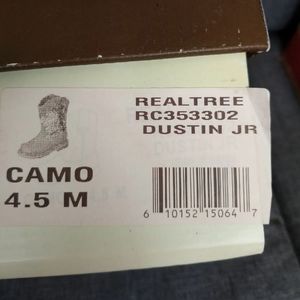 REALTREE
RC353302
DUSTIN JR
CAMO
4.5 M
6 10152 15064 7